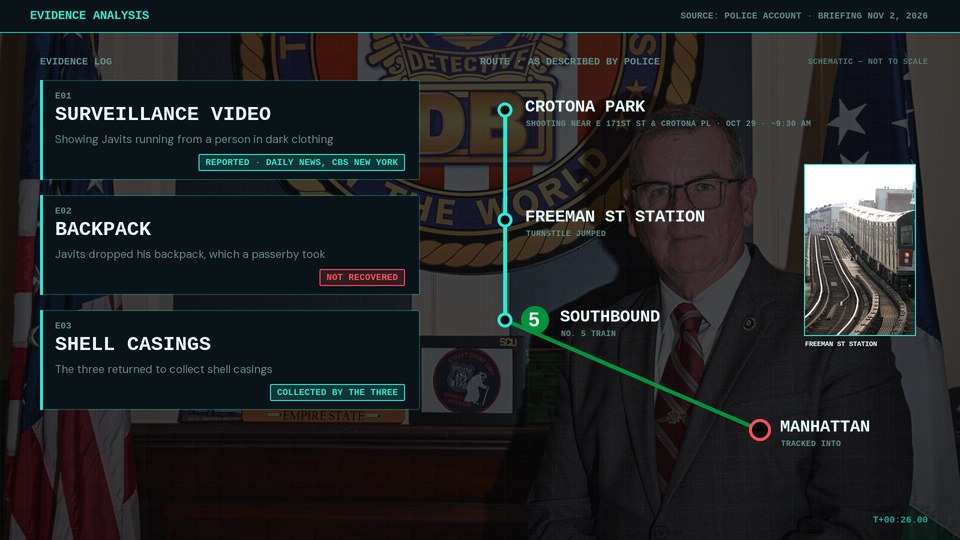 EVIDENCE ANALYSIS
SOURCE: POLICE ACCOUNT · BRIEFING NOV 2, 2026
EVIDENCE LOG
ROUTE · AS DESCRIBED BY POLICE
SCHEMATIC — NOT TO SCALE
DETECTIVE
DB
THE WORLD
E01
SURVEILLANCE VIDEO
Showing Javits running from a person in dark clothing
REPORTED · DAILY NEWS, CBS NEW YORK
E02
BACKPACK
Javits dropped his backpack, which a passerby took
NOT RECOVERED
E03
SHELL CASINGS
The three returned to collect shell casings
COLLECTED BY THE THREE
CROTONA PARK
SHOOTING NEAR E 171ST ST & CROTONA PL · OCT 29 · ~9:30 AM
FREEMAN ST STATION
TURNSTILE JUMPED
5
SOUTHBOUND
NO. 5 TRAIN
FREEMAN ST STATION
MANHATTAN
TRACKED INTO
EMPIRE STATE
T+00:26.00